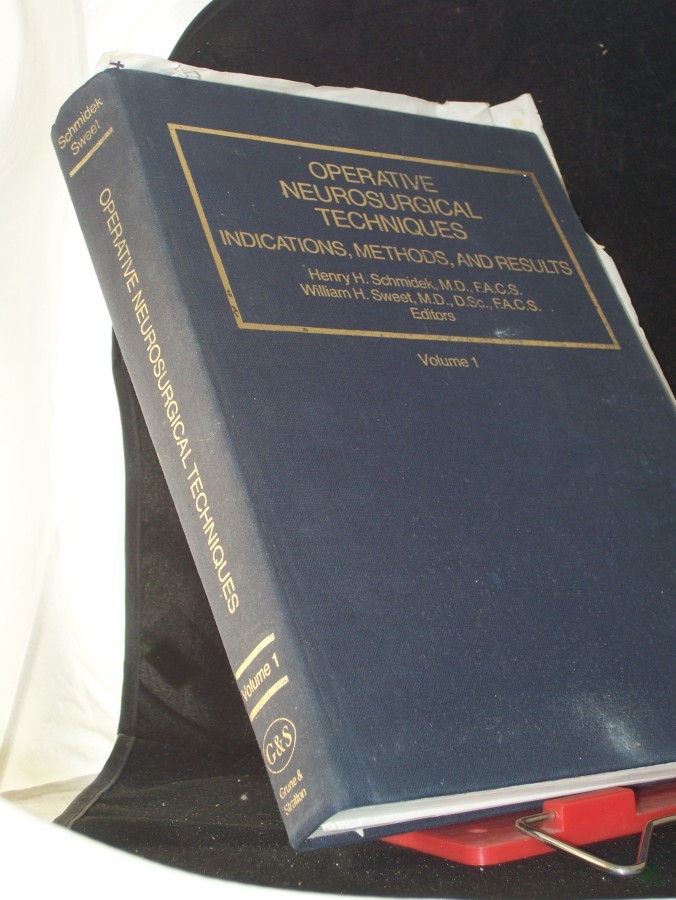 Schmidek
Sweet
OPERATIVE NEUROSURGICAL TECHNIQUES
Volume 1
G&S
Grune &
Stratton
OPERATIVE
NEUROSURGICAL
TECHNIQUES
INDICATIONS, METHODS, AND RESULTS
Henry H. Schmidek, M.D., F.A.C.S.
William H. Sweet, M.D., D.Sc., F.A.C.S.
Editors
Volume 1